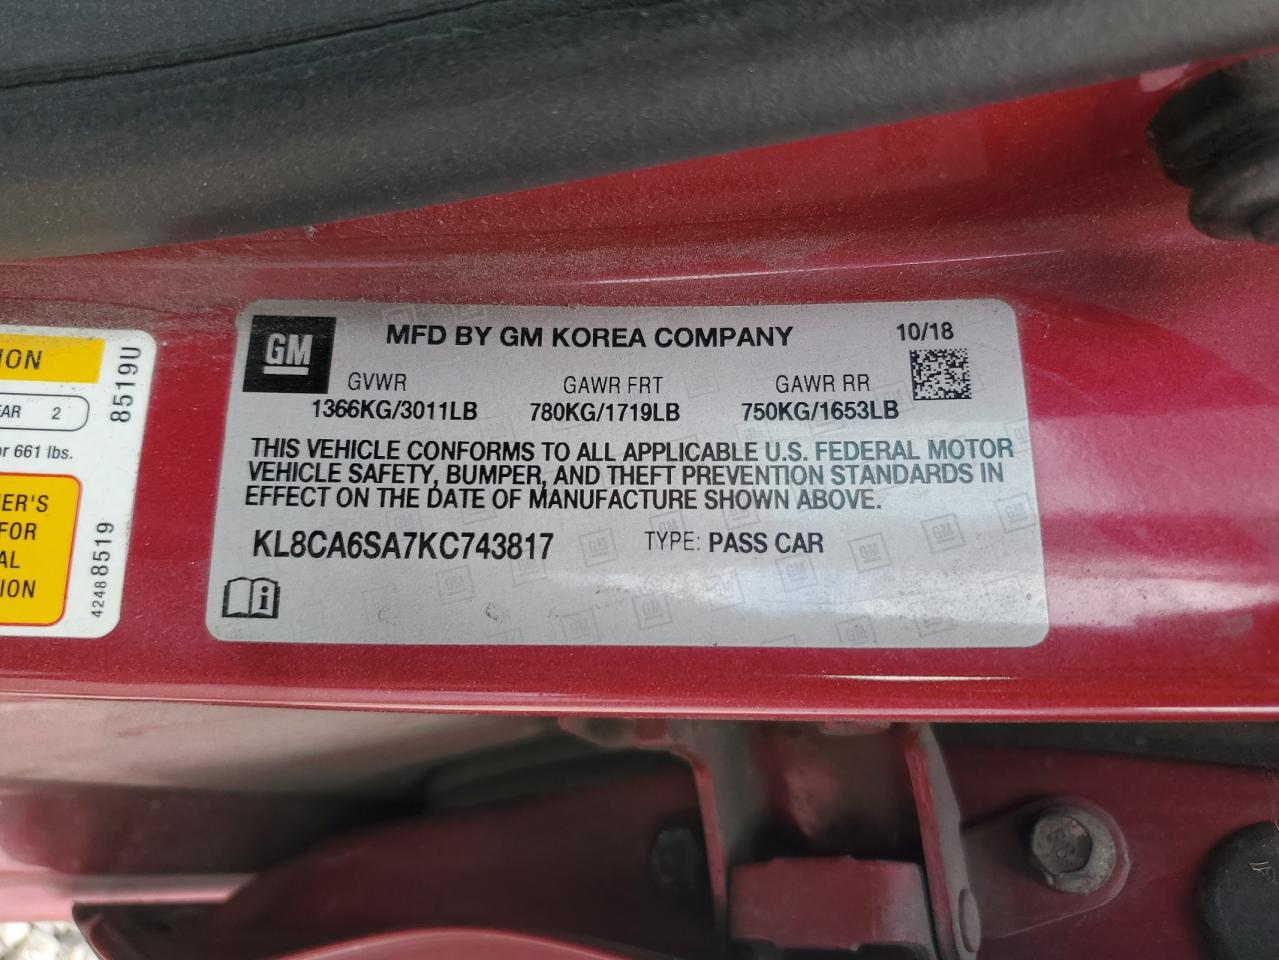 GM
MFD BY GM KOREA COMPANY
10/18
GVWR GAWR FRT GAWR RR
1366KG/3011LB 780KG/1719LB 750KG/1653LB
THIS VEHICLE CONFORMS TO ALL APPLICABLE U.S. FEDERAL MOTOR
VEHICLE SAFETY, BUMPER, AND THEFT PREVENTION STANDARDS IN
EFFECT ON THE DATE OF MANUFACTURE SHOWN ABOVE.
KL8CA6SA7KC743817 TYPE: PASS CAR
ION
EAR 2
or 661 lbs.
ER'S
FOR
AL
ION
8519U
42488519